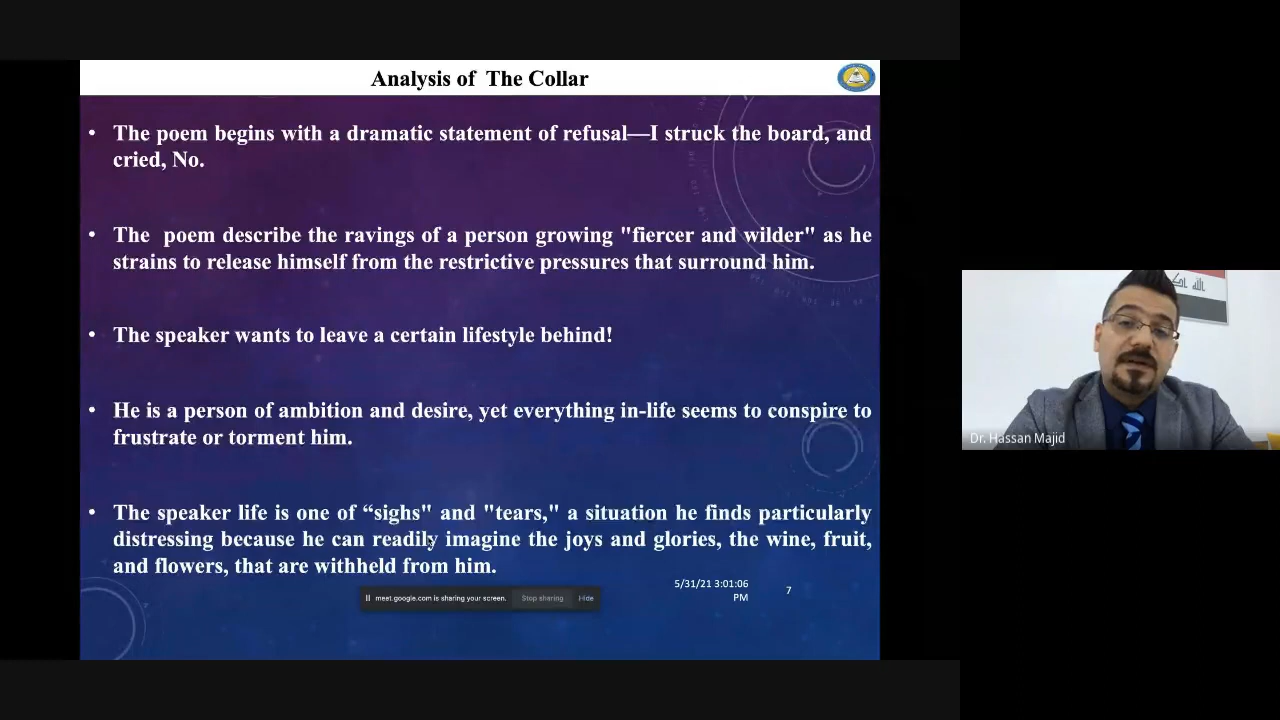 Analysis of The Collar
• The poem begins with a dramatic statement of refusal—I struck the board, and
cried, No.
• The poem describe the ravings of a person growing "fiercer and wilder" as he
strains to release himself from the restrictive pressures that surround him.
• The speaker wants to leave a certain lifestyle behind!
• He is a person of ambition and desire, yet everything in-life seems to conspire to
frustrate or torment him.
• The speaker life is one of “sighs" and "tears," a situation he finds particularly
distressing because he can readily imagine the joys and glories, the wine, fruit,
and flowers, that are withheld from him.
5/31/21 3:01:06
PM
7
meet.google.com is sharing your screen.
Stop sharing
Hide
الله
Dr. Hassan Majid